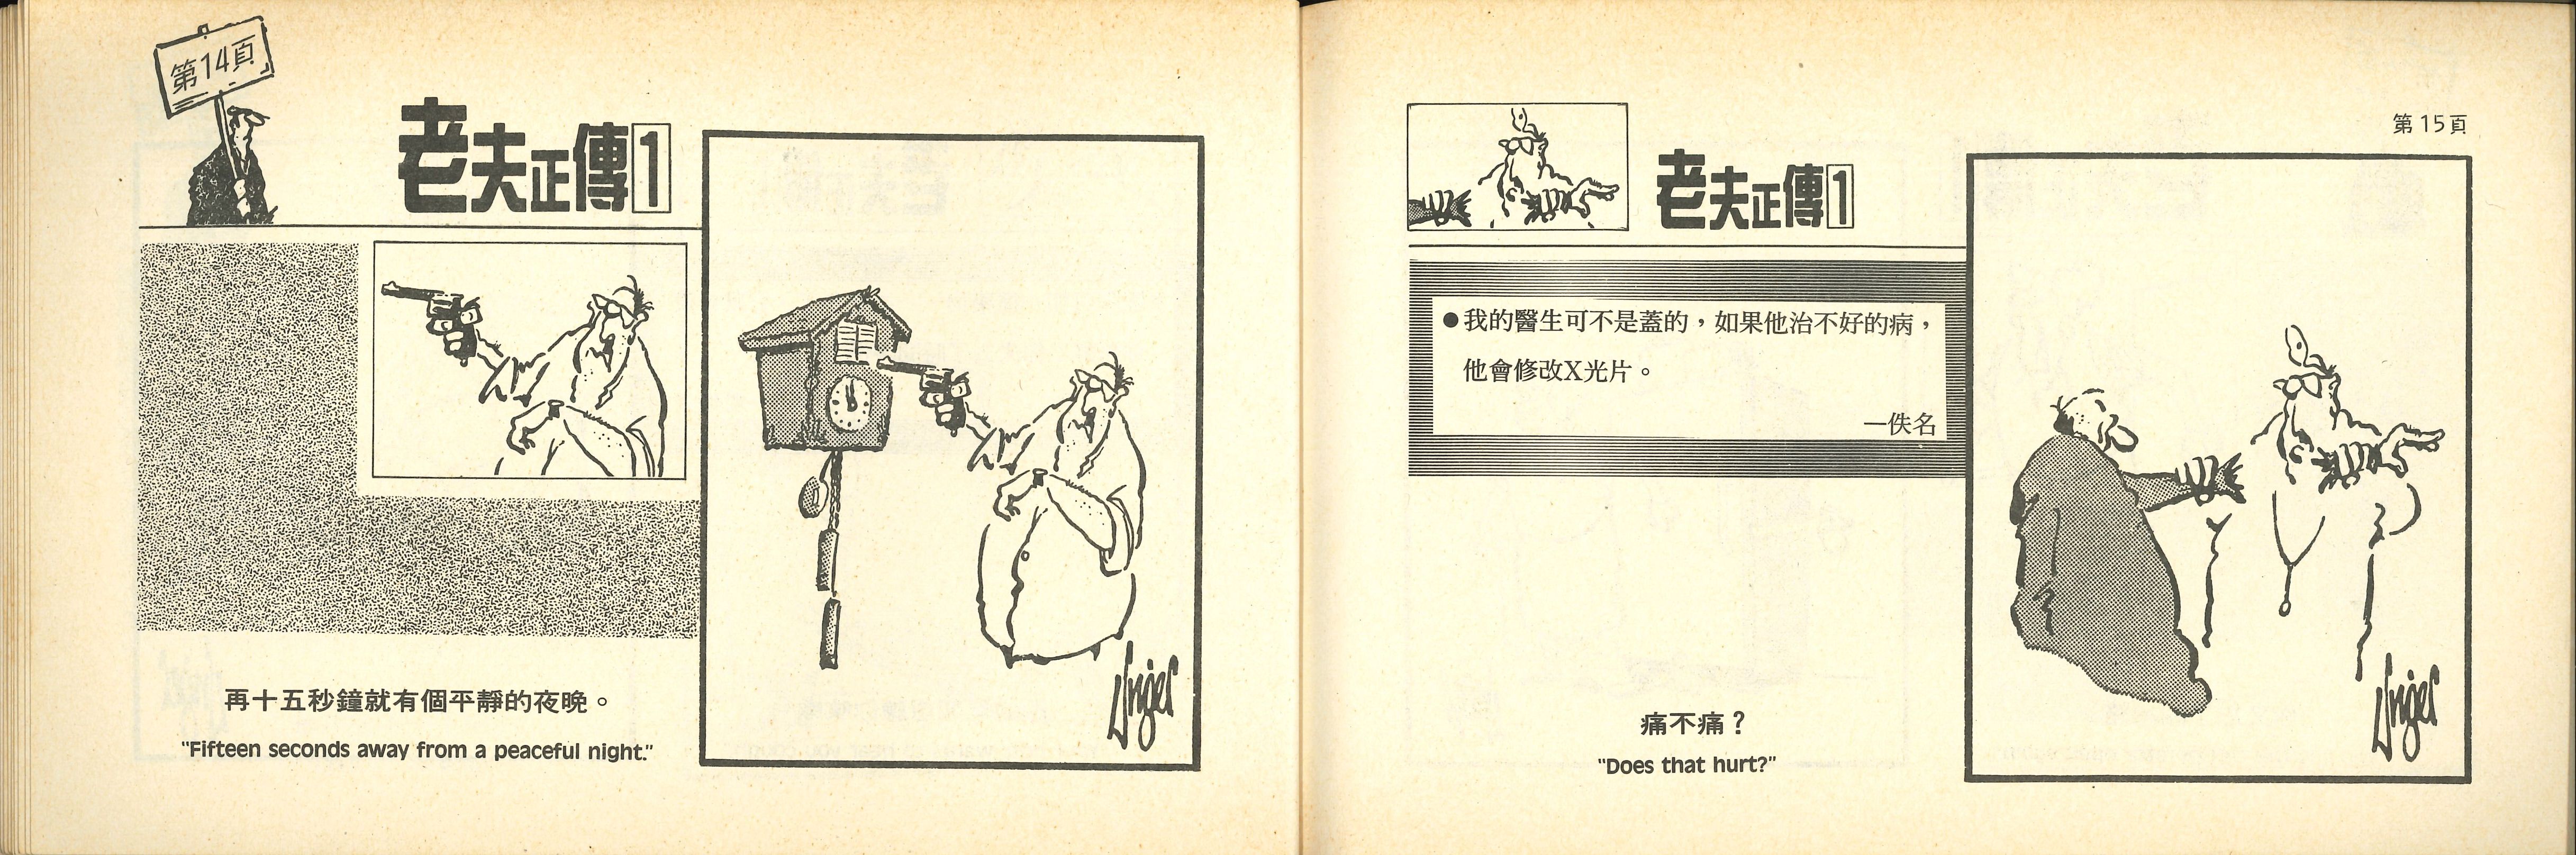 第14頁
老夫正傳1
再十五秒鐘就有個平靜的夜晚。
"Fifteen seconds away from a peaceful night."
Unger
第15頁
老夫正傳1
●我的醫生可不是蓋的,如果他治不好的病,
他會修改X光片。
—佚名
痛不痛?
"Does that hurt?"
Unger